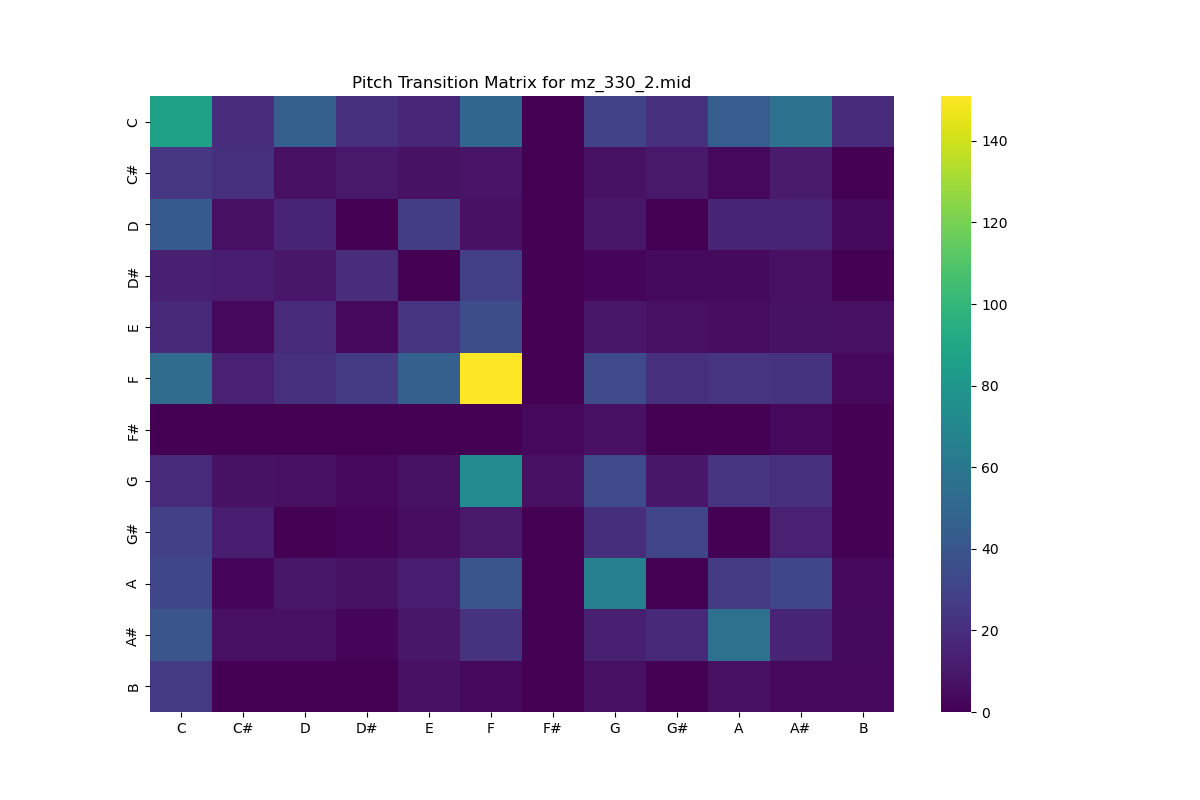 Pitch Transition Matrix for mz_330_2.mid
C
C#
D
D#
E
F
F#
G
G#
A
A#
B
C C# D D# E F F# G G# A A# B
140
120
100
80
60
40
20
0